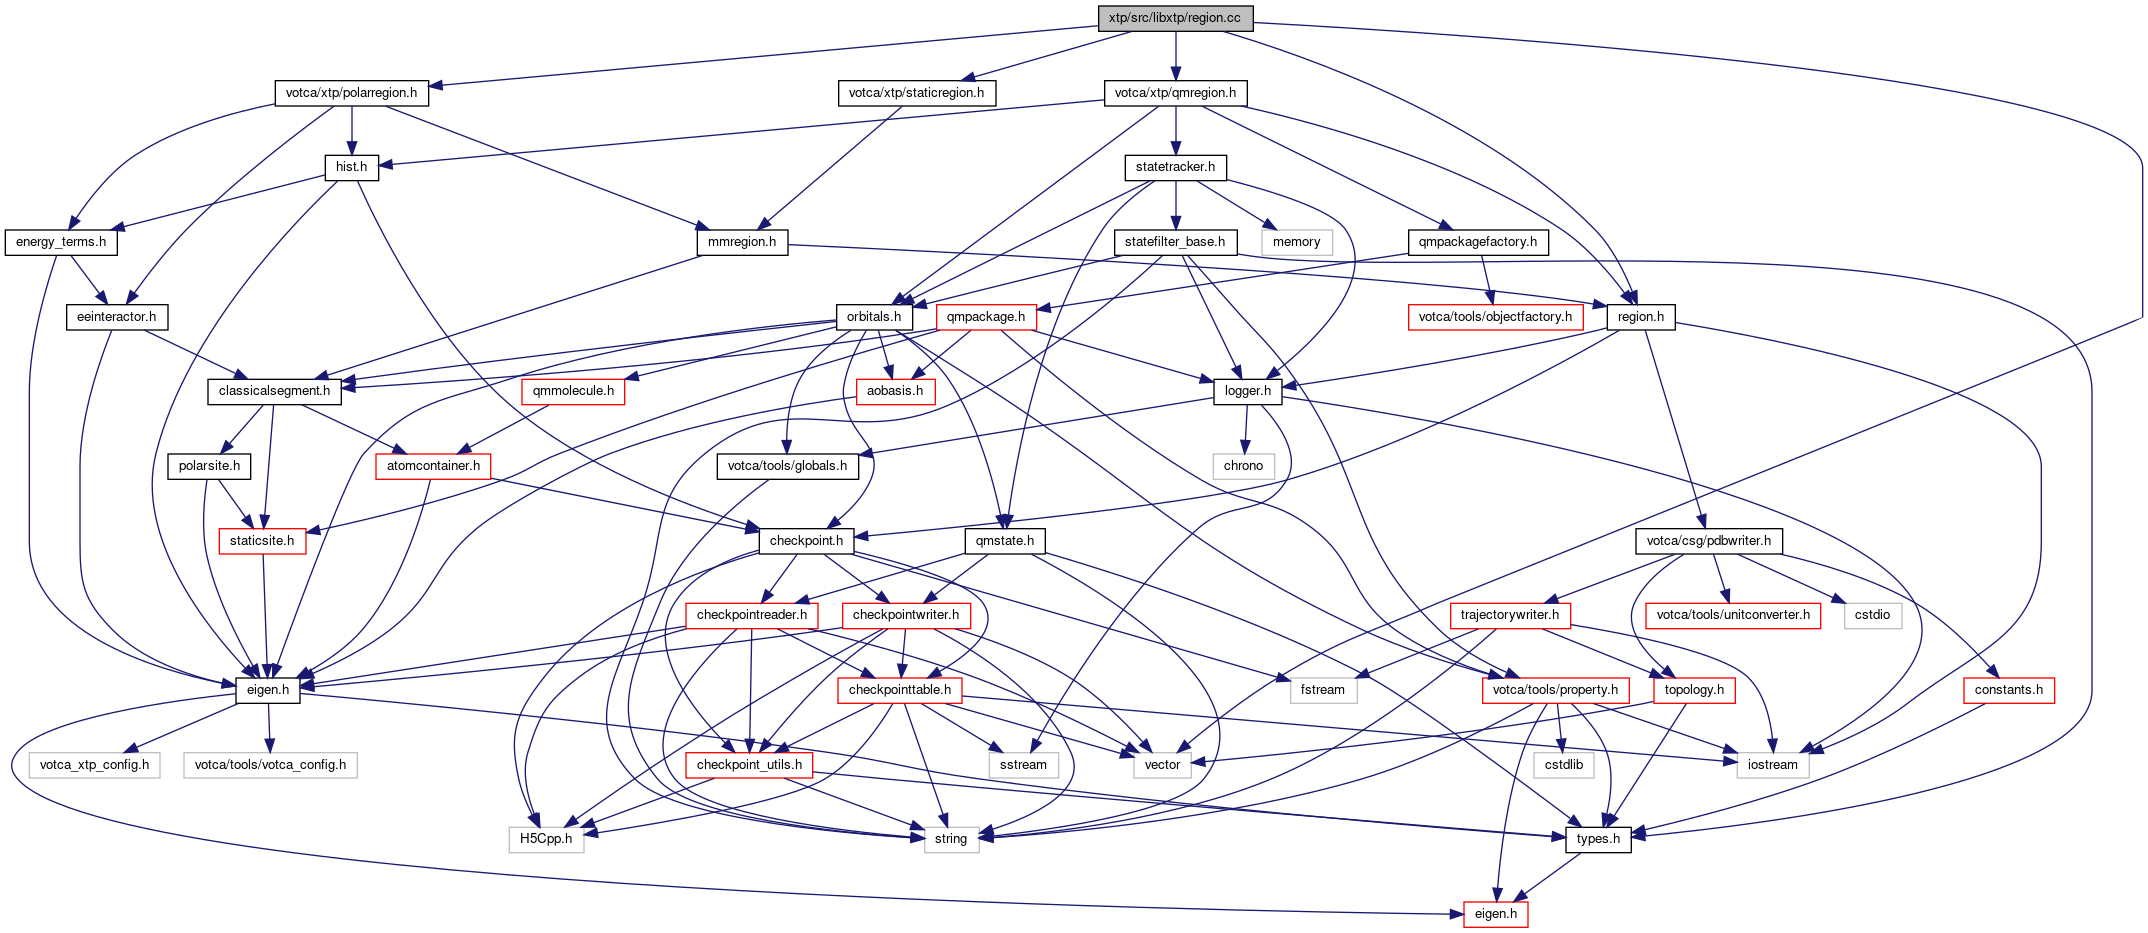 xtp/src/libxtp/region.cc
votca/xtp/polarregion.h
votca/xtp/staticregion.h
votca/xtp/qmregion.h
hist.h
statetracker.h
energy_terms.h
mmregion.h
statefilter_base.h
memory
qmpackagefactory.h
eeinteractor.h
orbitals.h
qmpackage.h
votca/tools/objectfactory.h
region.h
classicalsegment.h
qmmolecule.h
aobasis.h
logger.h
polarsite.h
atomcontainer.h
votca/tools/globals.h
chrono
staticsite.h
checkpoint.h
qmstate.h
votca/csg/pdbwriter.h
checkpointreader.h
checkpointwriter.h
trajectorywriter.h
votca/tools/unitconverter.h
cstdio
eigen.h
checkpointtable.h
fstream
votca/tools/property.h
topology.h
constants.h
votca_xtp_config.h
votca/tools/votca_config.h
checkpoint_utils.h
sstream
vector
cstdlib
iostream
H5Cpp.h
string
types.h
eigen.h